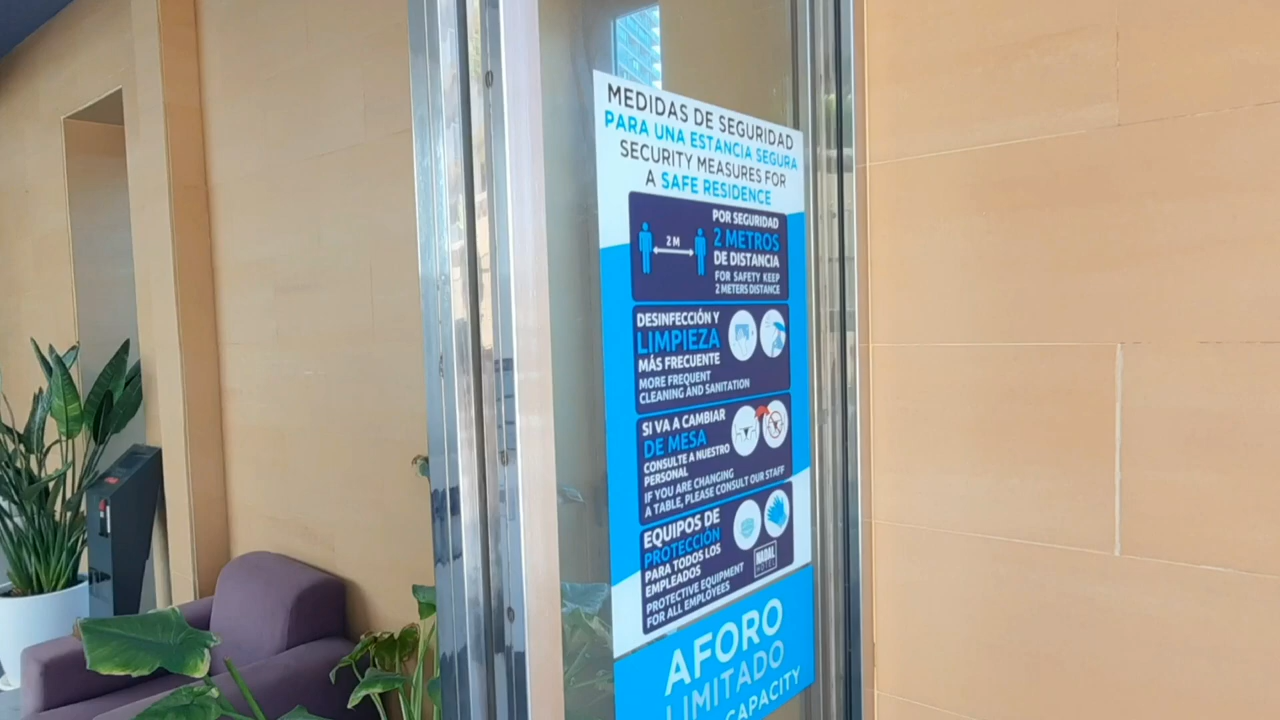 MEDIDAS DE SEGURIDAD
PARA UNA ESTANCIA SEGURA
SECURITY MEASURES FOR
A SAFE RESIDENCE
2 M
POR SEGURIDAD
2 METROS
DE DISTANCIA
FOR SAFETY KEEP
2 METERS DISTANCE
DESINFECCIÓN Y
LIMPIEZA
MÁS FRECUENTE
MORE FREQUENT
CLEANING AND SANITATION
SI VA A CAMBIAR
DE MESA
CONSULTE A NUESTRO
PERSONAL
IF YOU ARE CHANGING
A TABLE, PLEASE CONSULT OUR STAFF
EQUIPOS DE
PROTECCIÓN
PARA TODOS LOS
EMPLEADOS
PROTECTIVE EQUIPMENT
FOR ALL EMPLOYEES
NADAL
HOTEL
AFORO
LIMITADO
CAPACITY